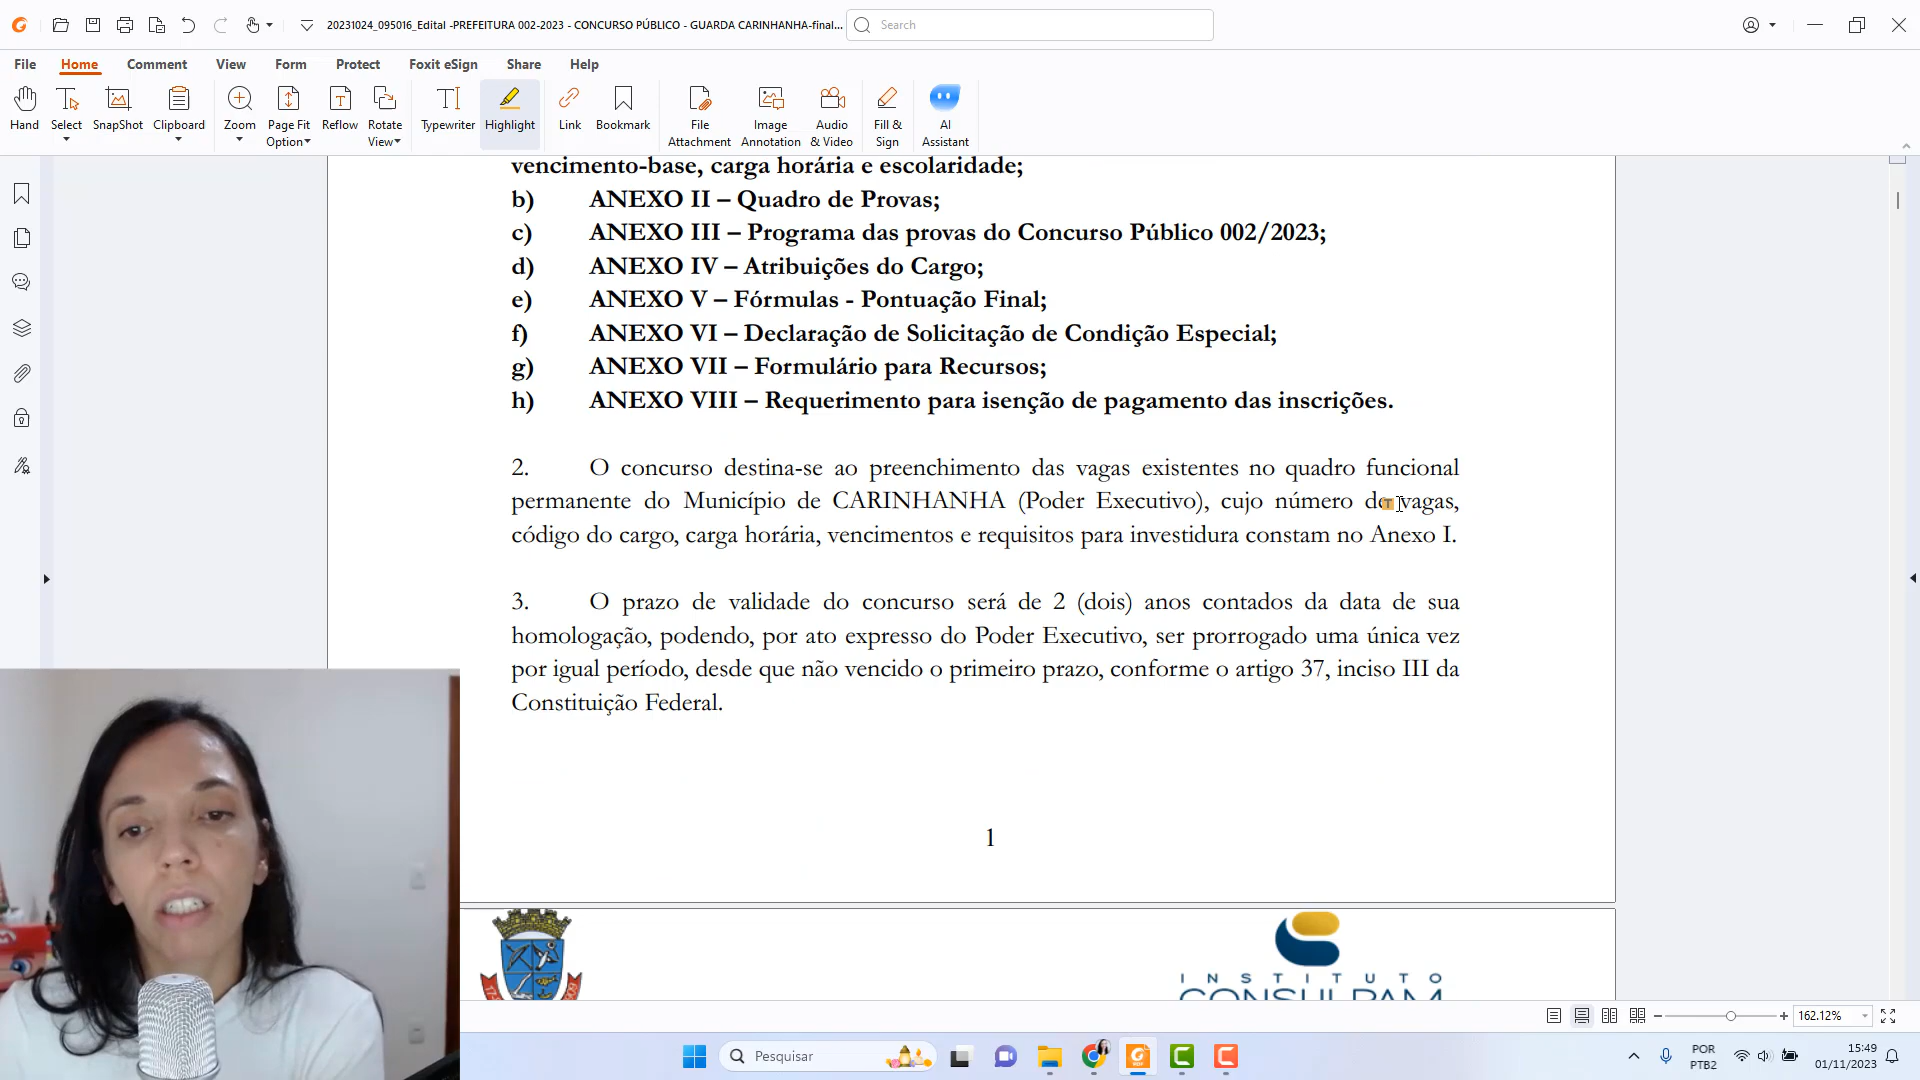 20231024_095016_Edital -PREFEITURA 002-2023 - CONCURSO PÚBLICO - GUARDA CARINHANHA-final...
Search
File Home Comment View Form Protect Foxit eSign Share Help
Hand
Select
SnapShot
Clipboard
Zoom
Page Fit
Option
Reflow
Rotate
View
Typewriter
Highlight
Link
Bookmark
File
Attachment
Image
Annotation
Audio
& Video
Fill &
Sign
AI
Assistant
vencimento-base, carga horária e escolaridade;
b) ANEXO II – Quadro de Provas;
c) ANEXO III – Programa das provas do Concurso Público 002/2023;
d) ANEXO IV – Atribuições do Cargo;
e) ANEXO V – Fórmulas - Pontuação Final;
f) ANEXO VI – Declaração de Solicitação de Condição Especial;
g) ANEXO VII – Formulário para Recursos;
h) ANEXO VIII – Requerimento para isenção de pagamento das inscrições.
2. O concurso destina-se ao preenchimento das vagas existentes no quadro funcional
permanente do Município de CARINHANHA (Poder Executivo), cujo número de vagas,
código do cargo, carga horária, vencimentos e requisitos para investidura constam no Anexo I.
3. O prazo de validade do concurso será de 2 (dois) anos contados da data de sua
homologação, podendo, por ato expresso do Poder Executivo, ser prorrogado uma única vez
por igual período, desde que não vencido o primeiro prazo, conforme o artigo 37, inciso III da
Constituição Federal.
1
INSTITUTO
CONSULPAM
162.12%
Pesquisar
POR
PTB2
15:49
01/11/2023